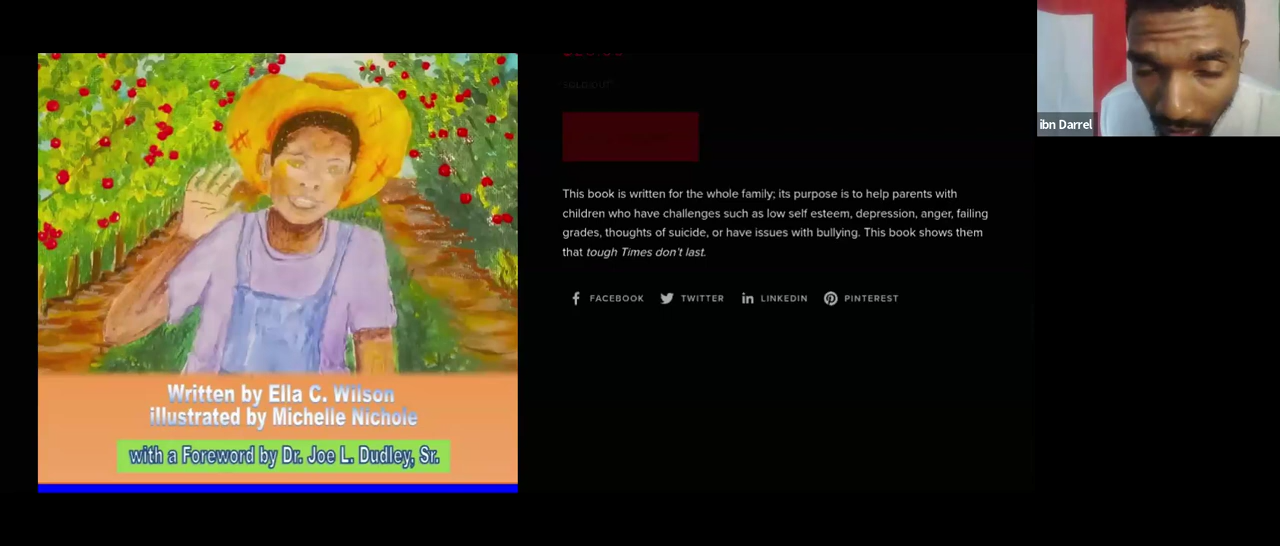 Written by Ella C. Wilson
illustrated by Michelle Nichole
with a Foreword by Dr. Joe L. Dudley, Sr.
SOLD OUT
This book is written for the whole family; its purpose is to help parents with
children who have challenges such as low self esteem, depression, anger, failing
grades, thoughts of suicide, or have issues with bullying. This book shows them
that tough Times don't last.
FACEBOOK TWITTER LINKEDIN PINTEREST
ibn Darrel